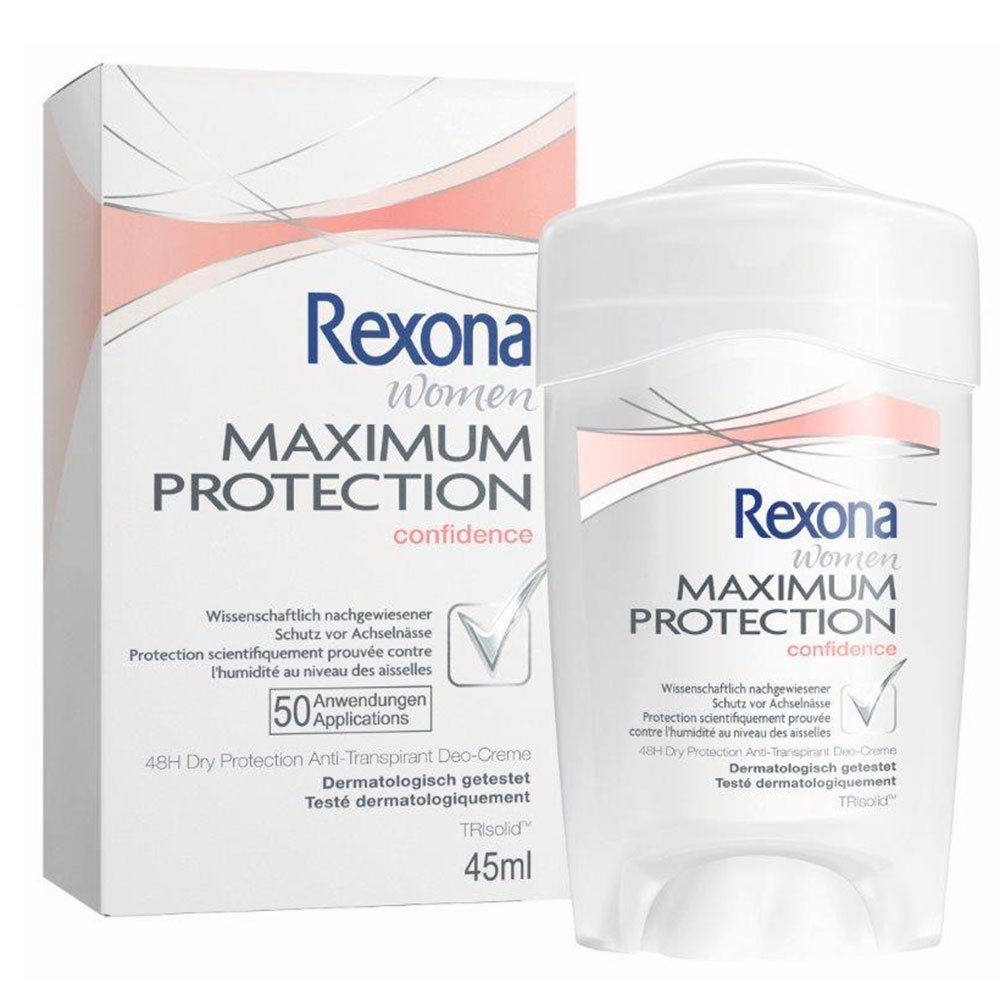 Rexona
women
MAXIMUM
PROTECTION
confidence
Wissenschaftlich nachgewiesener
Schutz vor Achselnässe
Protection scientifiquement prouvée contre
l'humidité au niveau des aisselles
50 Anwendungen
Applications
48H Dry Protection Anti-Transpirant Deo-Creme
Dermatologisch getestet
Testé dermatologiquement
TRIsolid™
45ml
Rexona
women
MAXIMUM
PROTECTION
confidence
Wissenschaftlich nachgewiesener
Schutz vor Achselnässe
Protection scientifiquement prouvée
contre l'humidité au niveau des aisselles
48H Dry Protection Anti-Transpirant Deo-Creme
Dermatologisch getestet
Testé dermatologiquement
TRIsolid™